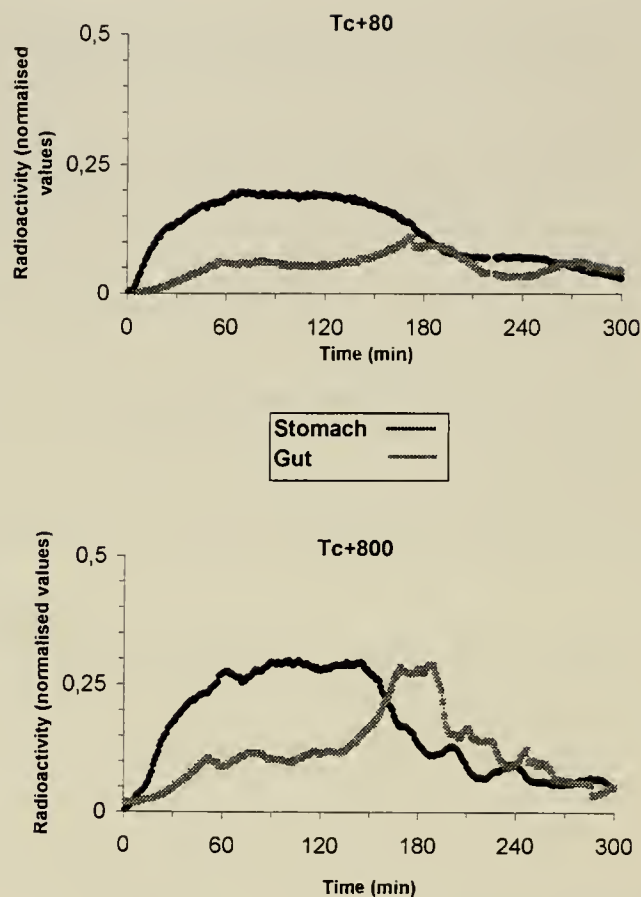 Tc+80
Radioactivity (normalised
values)
0,5
0,25
0
0 60 120 180 240 300
Time (min)
Stomach
Gut
Tc+800
Radioactivity (normalised values)
0,5
0,25
0
0 60 120 180 240 300
Time (min)